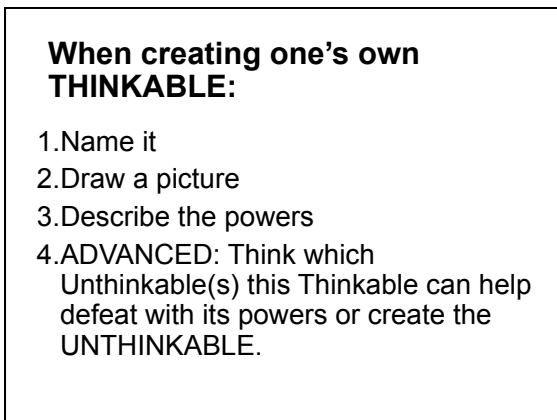 When creating one's own
THINKABLE:
1.Name it
2.Draw a picture
3.Describe the powers
4.ADVANCED: Think which
Unthinkable(s) this Thinkable can help
defeat with its powers or create the
UNTHINKABLE.